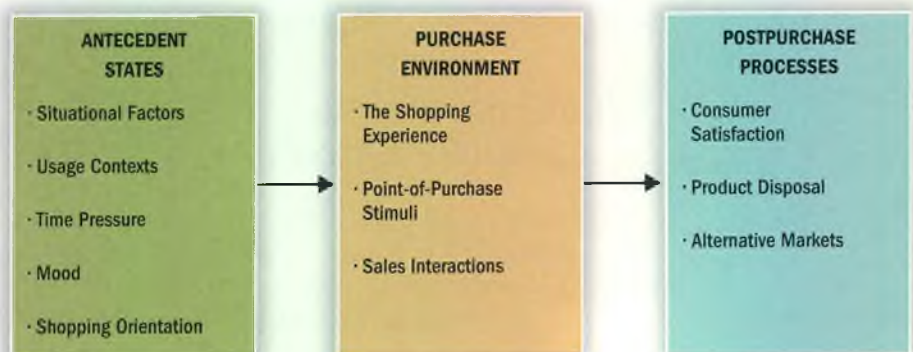 ANTECEDENT
STATES
· Situational Factors
· Usage Contexts
· Time Pressure
· Mood
· Shopping Orientation
PURCHASE
ENVIRONMENT
· The Shopping
Experience
· Point-of-Purchase
Stimuli
· Sales Interactions
POSTPURCHASE
PROCESSES
· Consumer
Satisfaction
· Product Disposal
· Alternative Markets